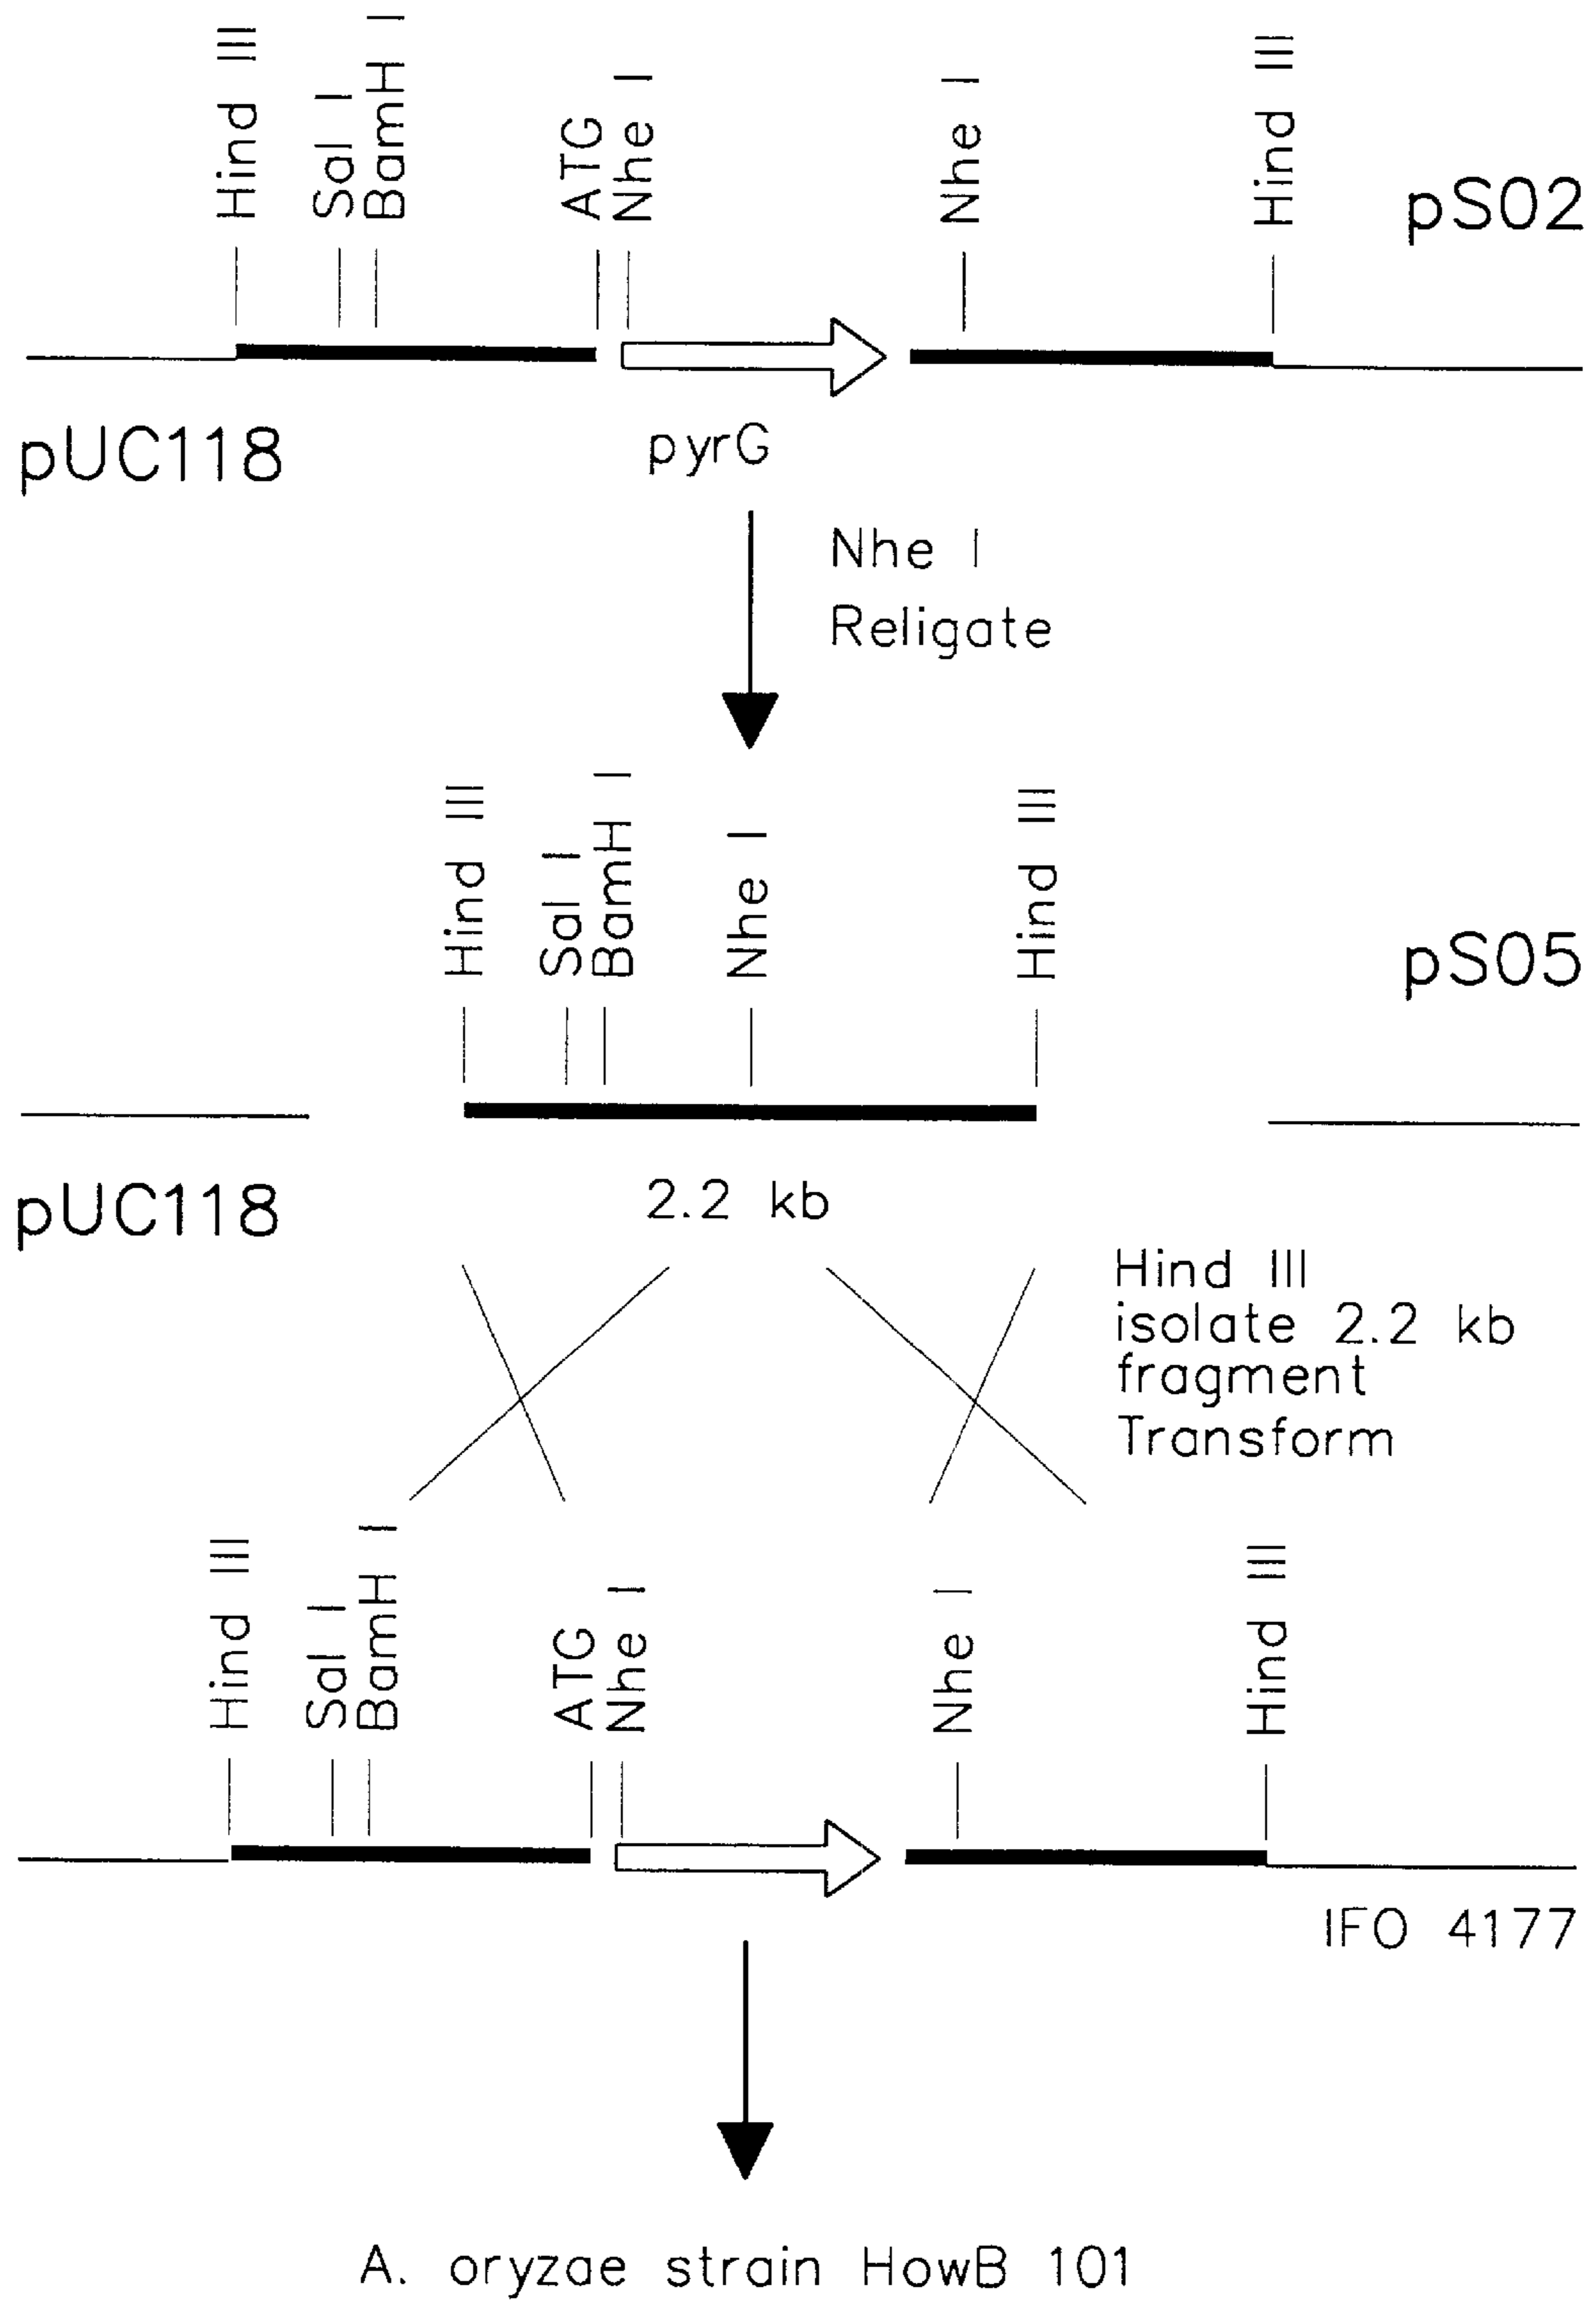 Hind III
Sal I
BamH I
ATG
Nhe I
Nhe I
Hind III
pS02
pUC118
pyrG
Nhe I
Religate
Hind III
Sal I
BamH I
Nhe I
Hind III
pS05
pUC118
2.2 kb
Hind III
isolate 2.2 kb
fragment
Transform
Hind III
Sal I
BamH I
ATG
Nhe I
Nhe I
Hind III
IFO 4177
A. oryzae strain HowB 101